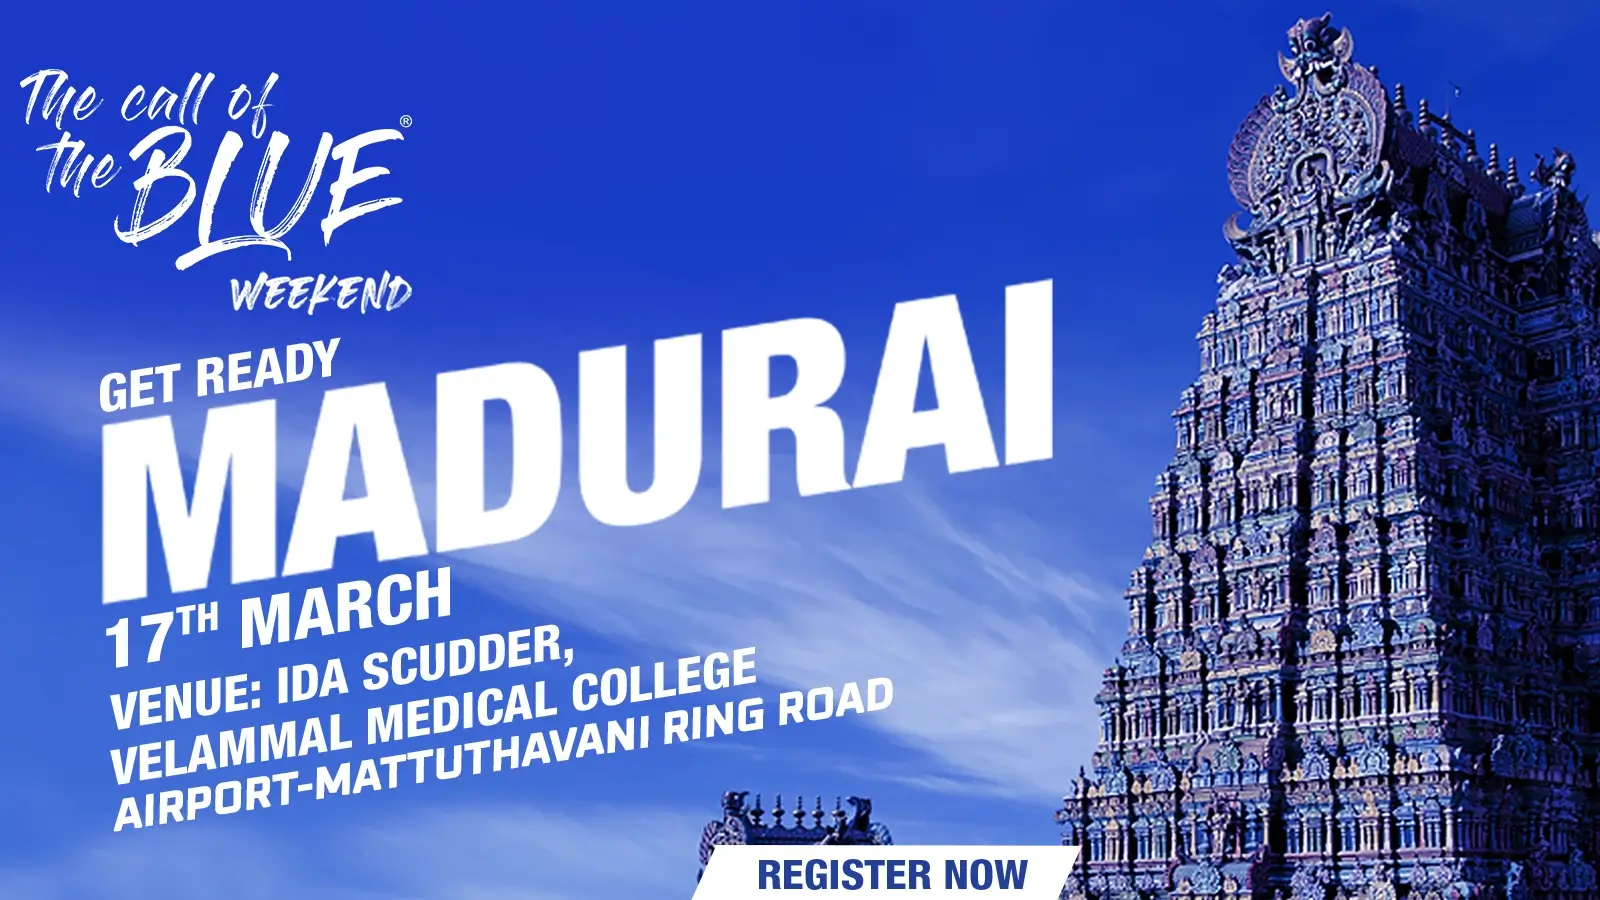 The call of
the BLUE®
WEEKEND
GET READY
MADURAI
17TH MARCH
VENUE: IDA SCUDDER,
VELAMMAL MEDICAL COLLEGE
AIRPORT-MATTUTHAVANI RING ROAD
REGISTER NOW